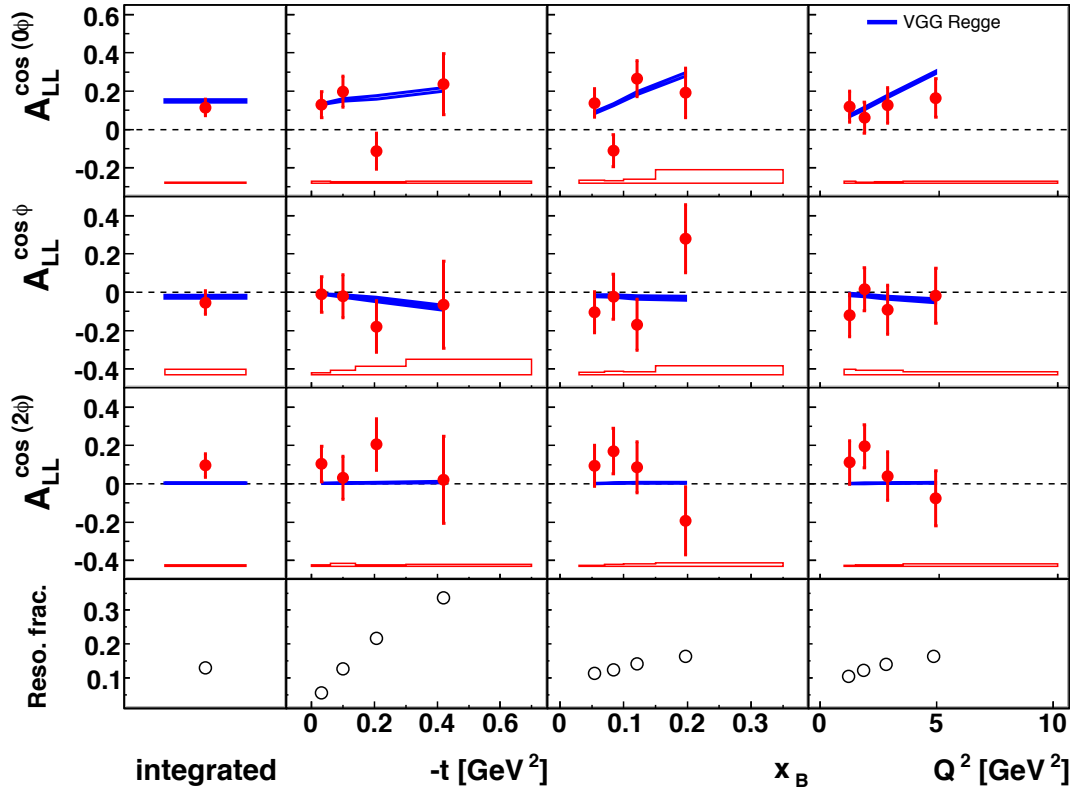 A_LL^cos (0ϕ)
0.6
0.4
0.2
0
-0.2
VGG Regge
A_LL^cos ϕ
0.4
0.2
0
-0.2
-0.4
A_LL^cos (2ϕ)
0.4
0.2
0
-0.2
-0.4
Reso. frac.
0.3
0.2
0.1
0 0.2 0.4 0.6
0 0.1 0.2 0.3
0 5 10
integrated
-t [GeV^2]
x_B
Q^2 [GeV^2]